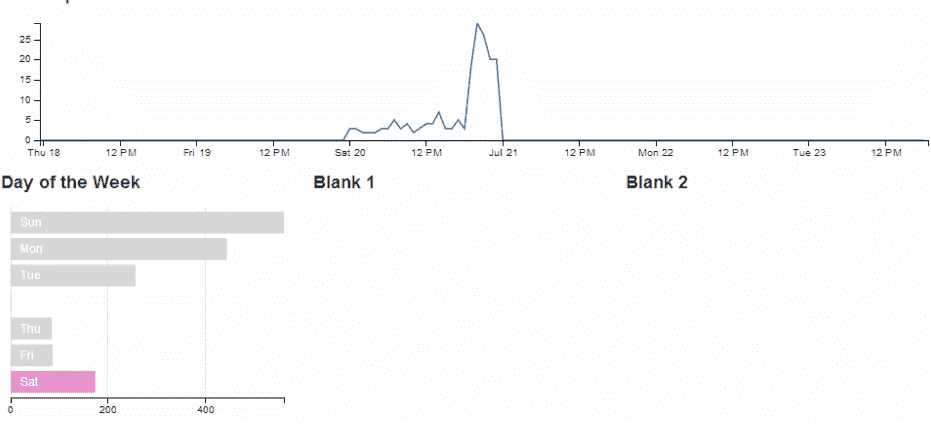 25
20
15
10
5
0
Thu 18 12 PM Fri 19 12 PM Sat 20 12 PM Jul 21 12 PM Mon 22 12 PM Tue 23 12 PM
Day of the Week Blank 1 Blank 2
Sun
Mon
Tue
Thu
Fri
Sat
0 200 400